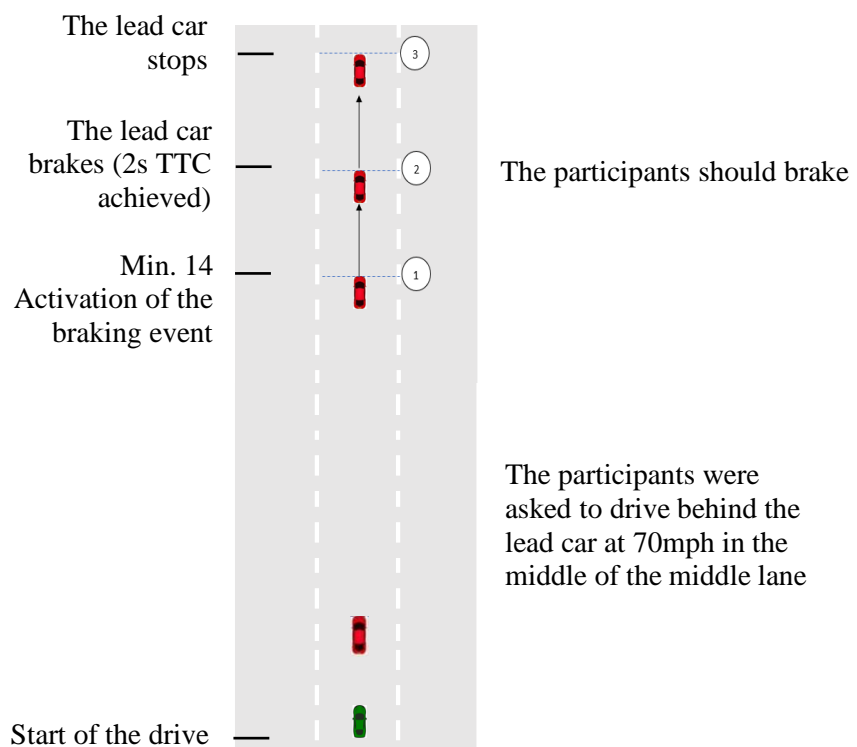 The lead car
stops
3
The lead car
brakes (2s TTC
achieved)
2
The participants should brake
Min. 14
Activation of the
braking event
1
The participants were
asked to drive behind the
lead car at 70mph in the
middle of the middle lane
Start of the drive